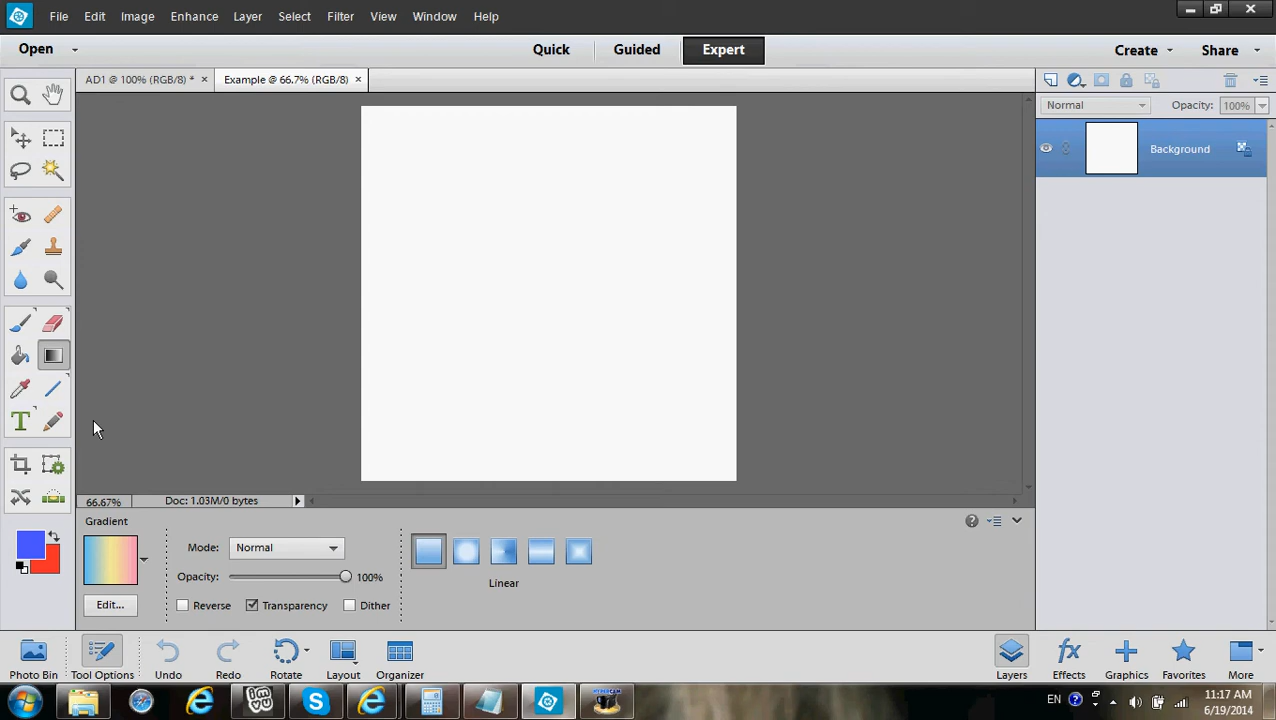 File Edit Image Enhance Layer Select Filter View Window Help
Open Quick Guided Expert Create Share
AD1 @ 100% (RGB/8) * × Example @ 66.7% (RGB/8) ×
Normal Opacity: 100%
Background
66.67% Doc: 1.03M/0 bytes
Gradient
Mode: Normal
Opacity: 100%
Linear
Edit... Reverse Transparency Dither
Photo Bin Tool Options Undo Redo Rotate Layout Organizer Layers Effects Graphics Favorites More
EN 11:17 AM
6/19/2014